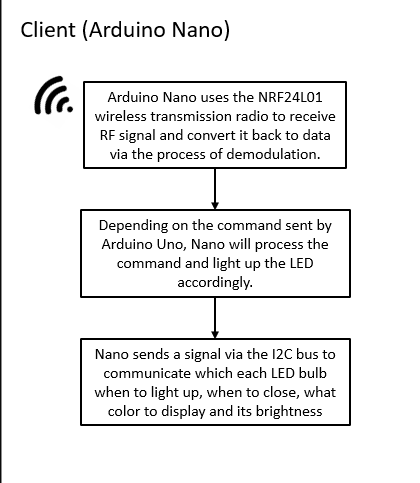 Client (Arduino Nano)
Arduino Nano uses the NRF24L01
wireless transmission radio to receive
RF signal and convert it back to data
via the process of demodulation.
Depending on the command sent by
Arduino Uno, Nano will process the
command and light up the LED
accordingly.
Nano sends a signal via the I2C bus to
communicate which each LED bulb
when to light up, when to close, what
color to display and its brightness